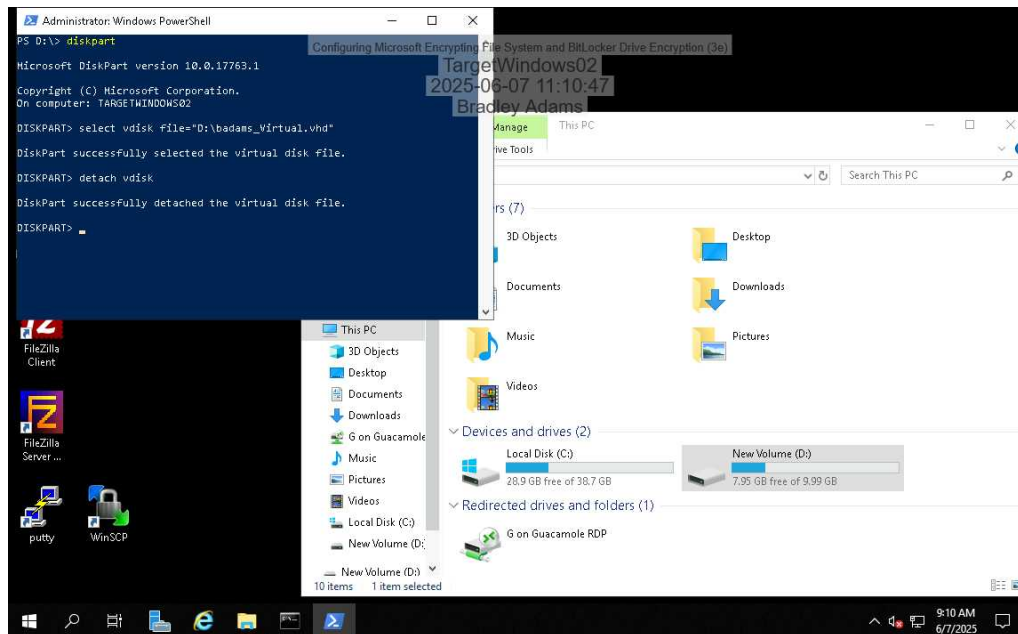 Administrator: Windows PowerShell
PS D:\> diskpart
Microsoft DiskPart version 10.0.17763.1
Copyright (C) Microsoft Corporation.
On computer: TARGETWINDOWS02
DISKPART> select vdisk file="D:\badams_Virtual.vhd"
DiskPart successfully selected the virtual disk file.
DISKPART> detach vdisk
DiskPart successfully detached the virtual disk file.
DISKPART>
Configuring Microsoft Encrypting File System and BitLocker Drive Encryption (3e)
TargetWindows02
2025-06-07 11:10:47
Bradley Adams
Manage
This PC
ive Tools
Search This PC
rs (7)
3D Objects
Desktop
Documents
Downloads
Music
Pictures
Videos
Devices and drives (2)
Local Disk (C:)
28.9 GB free of 38.7 GB
New Volume (D:)
7.95 GB free of 9.99 GB
Redirected drives and folders (1)
G on Guacamole RDP
This PC
3D Objects
Desktop
Documents
Downloads
G on Guacamole
Music
Pictures
Videos
Local Disk (C:)
New Volume (D:
New Volume (D:)
10 items 1 item selected
FileZilla
Client
FileZilla
Server ...
putty
WinSCP
9:10 AM
6/7/2025